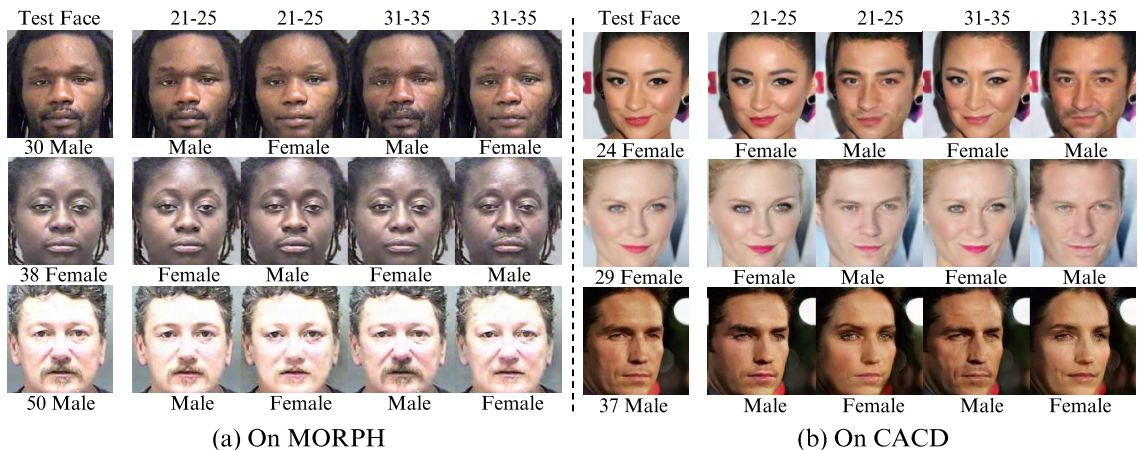 Test Face 21-25 21-25 31-35 31-35
30 Male Male Female Male Female
38 Female Female Male Female Male
50 Male Male Female Male Female
(a) On MORPH
Test Face 21-25 21-25 31-35 31-35
24 Female Female Male Female Male
29 Female Female Male Female Male
37 Male Male Female Male Female
(b) On CACD